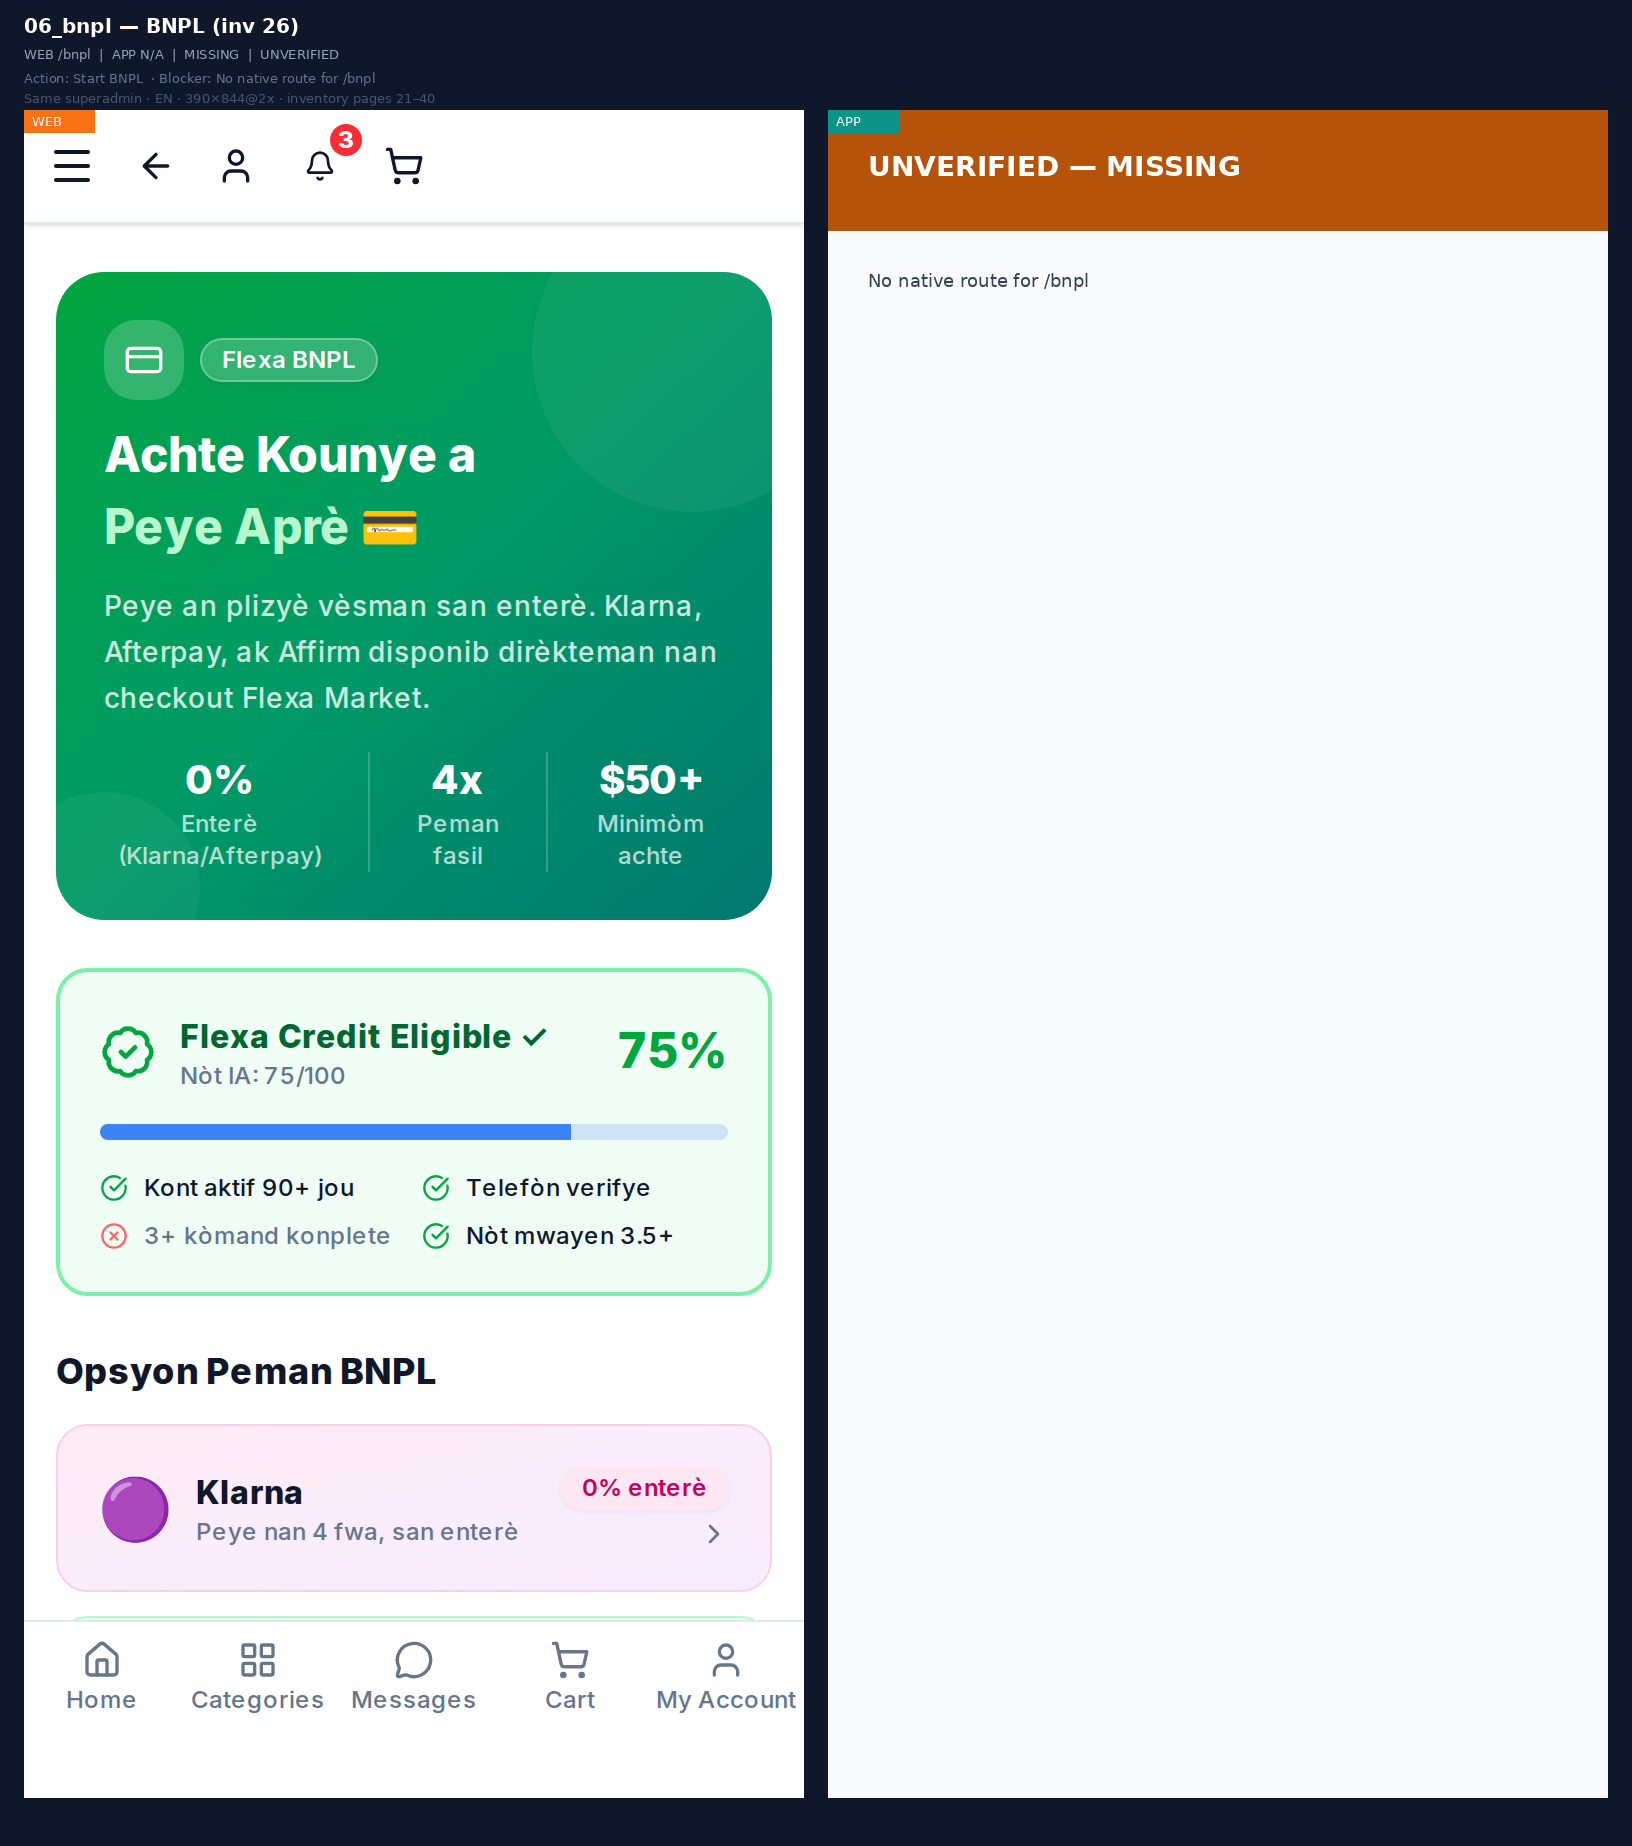 06_bnpl — BNPL (inv 26)
WEB /bnpl | APP N/A | MISSING | UNVERIFIED
Action: Start BNPL · Blocker: No native route for /bnpl
Same superadmin · EN · 390×844@2x · inventory pages 21–40
WEB
3
Flexa BNPL
Achte Kounye a
Peye Aprè 💳
Peye an plizyè vèsman san enterè. Klarna,
Afterpay, ak Affirm disponib dirèkteman nan
checkout Flexa Market.
0%
Enterè
(Klarna/Afterpay)
4x
Peman
fasil
$50+
Minimòm
achte
Flexa Credit Eligible ✓
Nòt IA: 75/100
75%
Kont aktif 90+ jou
Telefòn verifye
3+ kòmand konplete
Nòt mwayen 3.5+
Opsyon Peman BNPL
Klarna
Peye nan 4 fwa, san enterè
0% enterè
Home
Categories
Messages
Cart
My Account
APP
UNVERIFIED — MISSING
No native route for /bnpl